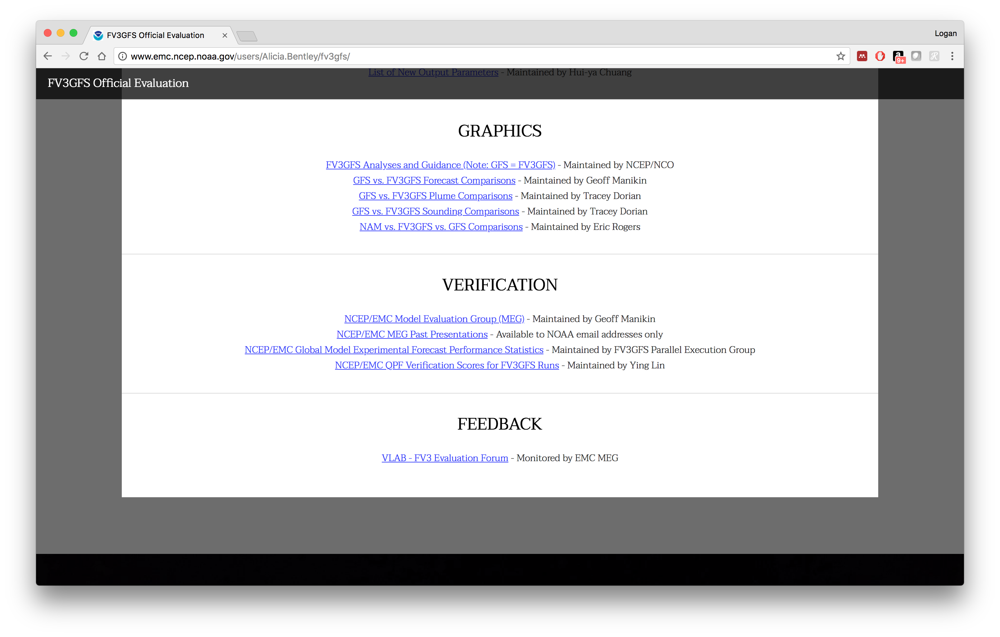 FV3GFS Official Evaluation
Logan
www.emc.ncep.noaa.gov/users/Alicia.Bentley/fv3gfs/
a
9+
List of New Output Parameters - Maintained by Hui-ya Chuang
FV3GFS Official Evaluation
GRAPHICS
FV3GFS Analyses and Guidance (Note: GFS = FV3GFS) - Maintained by NCEP/NCO
GFS vs. FV3GFS Forecast Comparisons - Maintained by Geoff Manikin
GFS vs. FV3GFS Plume Comparisons - Maintained by Tracey Dorian
GFS vs. FV3GFS Sounding Comparisons - Maintained by Tracey Dorian
NAM vs. FV3GFS vs. GFS Comparisons - Maintained by Eric Rogers
VERIFICATION
NCEP/EMC Model Evaluation Group (MEG) - Maintained by Geoff Manikin
NCEP/EMC MEG Past Presentations - Available to NOAA email addresses only
NCEP/EMC Global Model Experimental Forecast Performance Statistics - Maintained by FV3GFS Parallel Execution Group
NCEP/EMC QPF Verification Scores for FV3GFS Runs - Maintained by Ying Lin
FEEDBACK
VLAB - FV3 Evaluation Forum - Monitored by EMC MEG